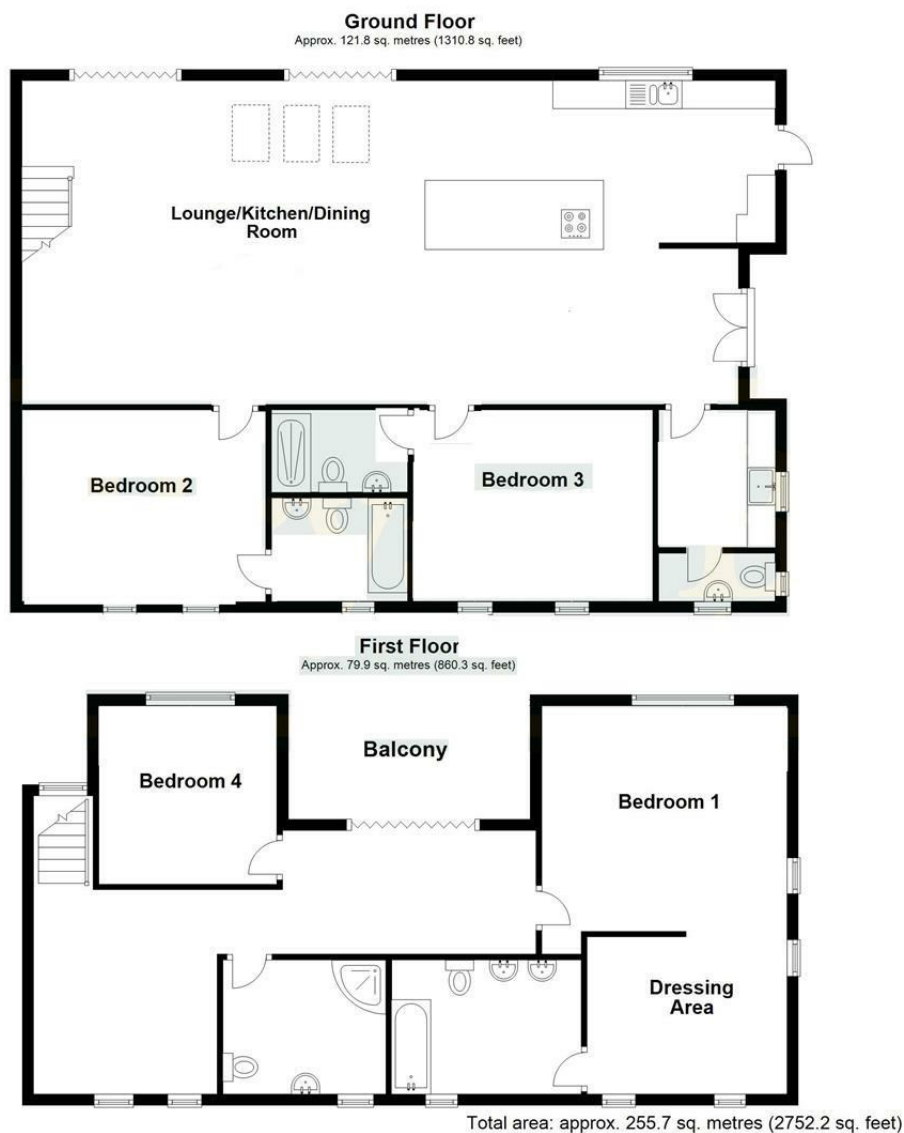 Ground Floor
Approx. 121.8 sq. metres (1310.8 sq. feet)
Lounge/Kitchen/Dining
Room
Bedroom 2
Bedroom 3
First Floor
Approx. 79.9 sq. metres (860.3 sq. feet)
Balcony
Bedroom 4
Bedroom 1
Dressing
Area
Total area: approx. 255.7 sq. metres (2752.2 sq. feet)